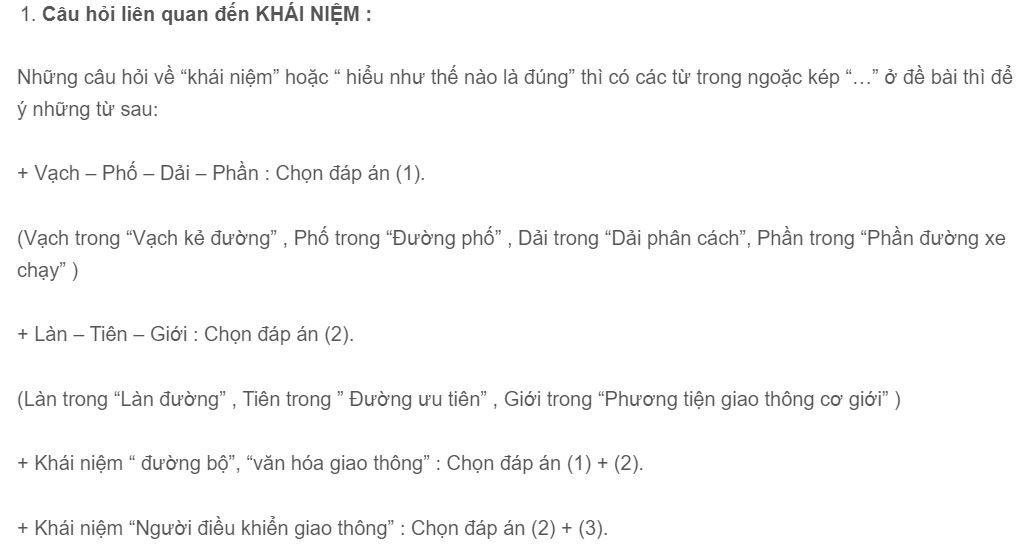 1. Câu hỏi liên quan đến KHÁI NIỆM :
Những câu hỏi về “khái niệm” hoặc “ hiểu như thế nào là đúng” thì có các từ trong ngoặc kép “…” ở đề bài thì để
ý những từ sau:
+ Vạch – Phố – Dải – Phần : Chọn đáp án (1).
(Vạch trong “Vạch kẻ đường” , Phố trong “Đường phố” , Dải trong “Dải phân cách”, Phần trong “Phần đường xe
chạy” )
+ Làn – Tiên – Giới : Chọn đáp án (2).
(Làn trong “Làn đường” , Tiên trong ” Đường ưu tiên” , Giới trong “Phương tiện giao thông cơ giới” )
+ Khái niệm “ đường bộ”, “văn hóa giao thông” : Chọn đáp án (1) + (2).
+ Khái niệm “Người điều khiển giao thông” : Chọn đáp án (2) + (3).